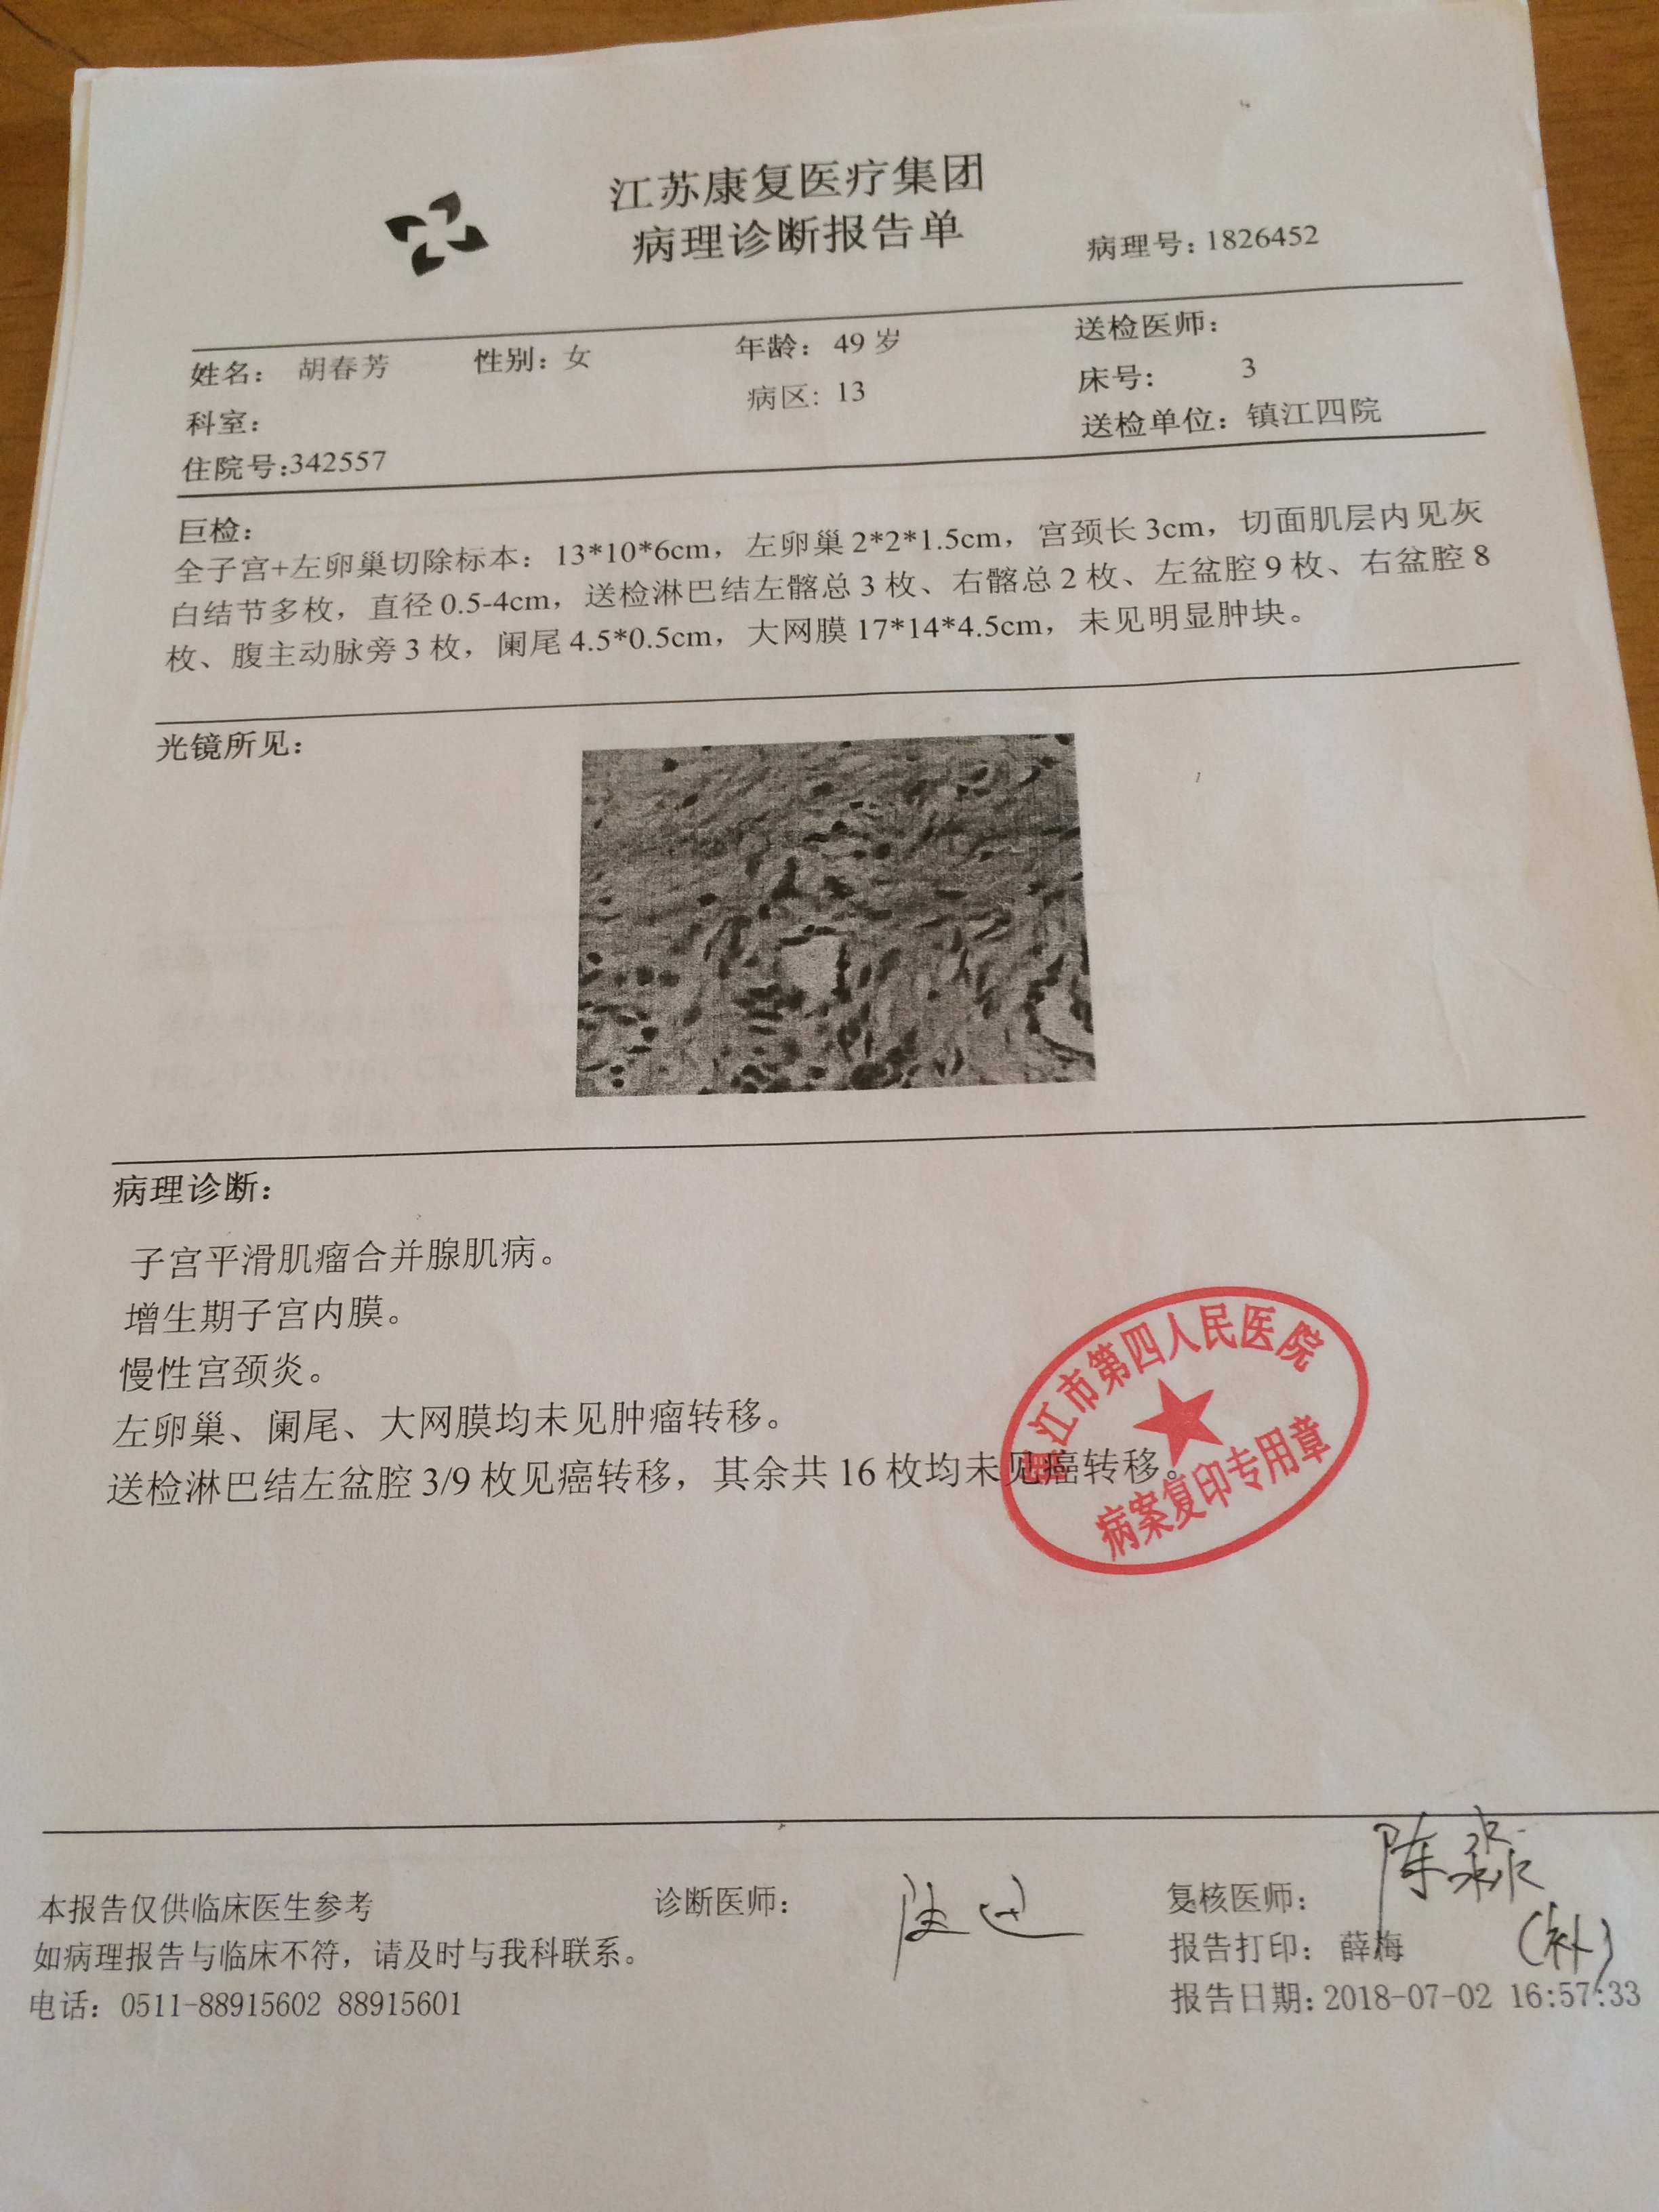 江苏康复医疗集团
病理诊断报告单
病理号：1826452
姓名： 胡春芳 性别：女 年龄： 49 岁 送检医师：
科室： 病区: 13 床号: 3
住院号:342557 送检单位：镇江四院
巨检：
全子宫+左卵巢切除标本：13*10*6cm，左卵巢 2*2*1.5cm，宫颈长 3cm，切面肌层内见灰
白结节多枚，直径 0.5-4cm，送检淋巴结左髂总 3 枚、右髂总 2 枚、左盆腔 9 枚、右盆腔 8
枚、腹主动脉旁 3 枚，阑尾 4.5*0.5cm，大网膜 17*14*4.5cm，未见明显肿块。
光镜所见：
病理诊断：
子宫平滑肌瘤合并腺肌病。
增生期子宫内膜。
慢性宫颈炎。
左卵巢、阑尾、大网膜均未见肿瘤转移。
送检淋巴结左盆腔 3/9 枚见癌转移，其余共 16 枚均未见癌转移。
镇江市第四人民医院
病案复印专用章
本报告仅供临床医生参考 诊断医师： 复核医师： 陈淼
如病理报告与临床不符，请及时与我科联系。 报告打印： 薛梅 (补)
电话：0511-88915602 88915601 报告日期：2018-07-02 16:57:33